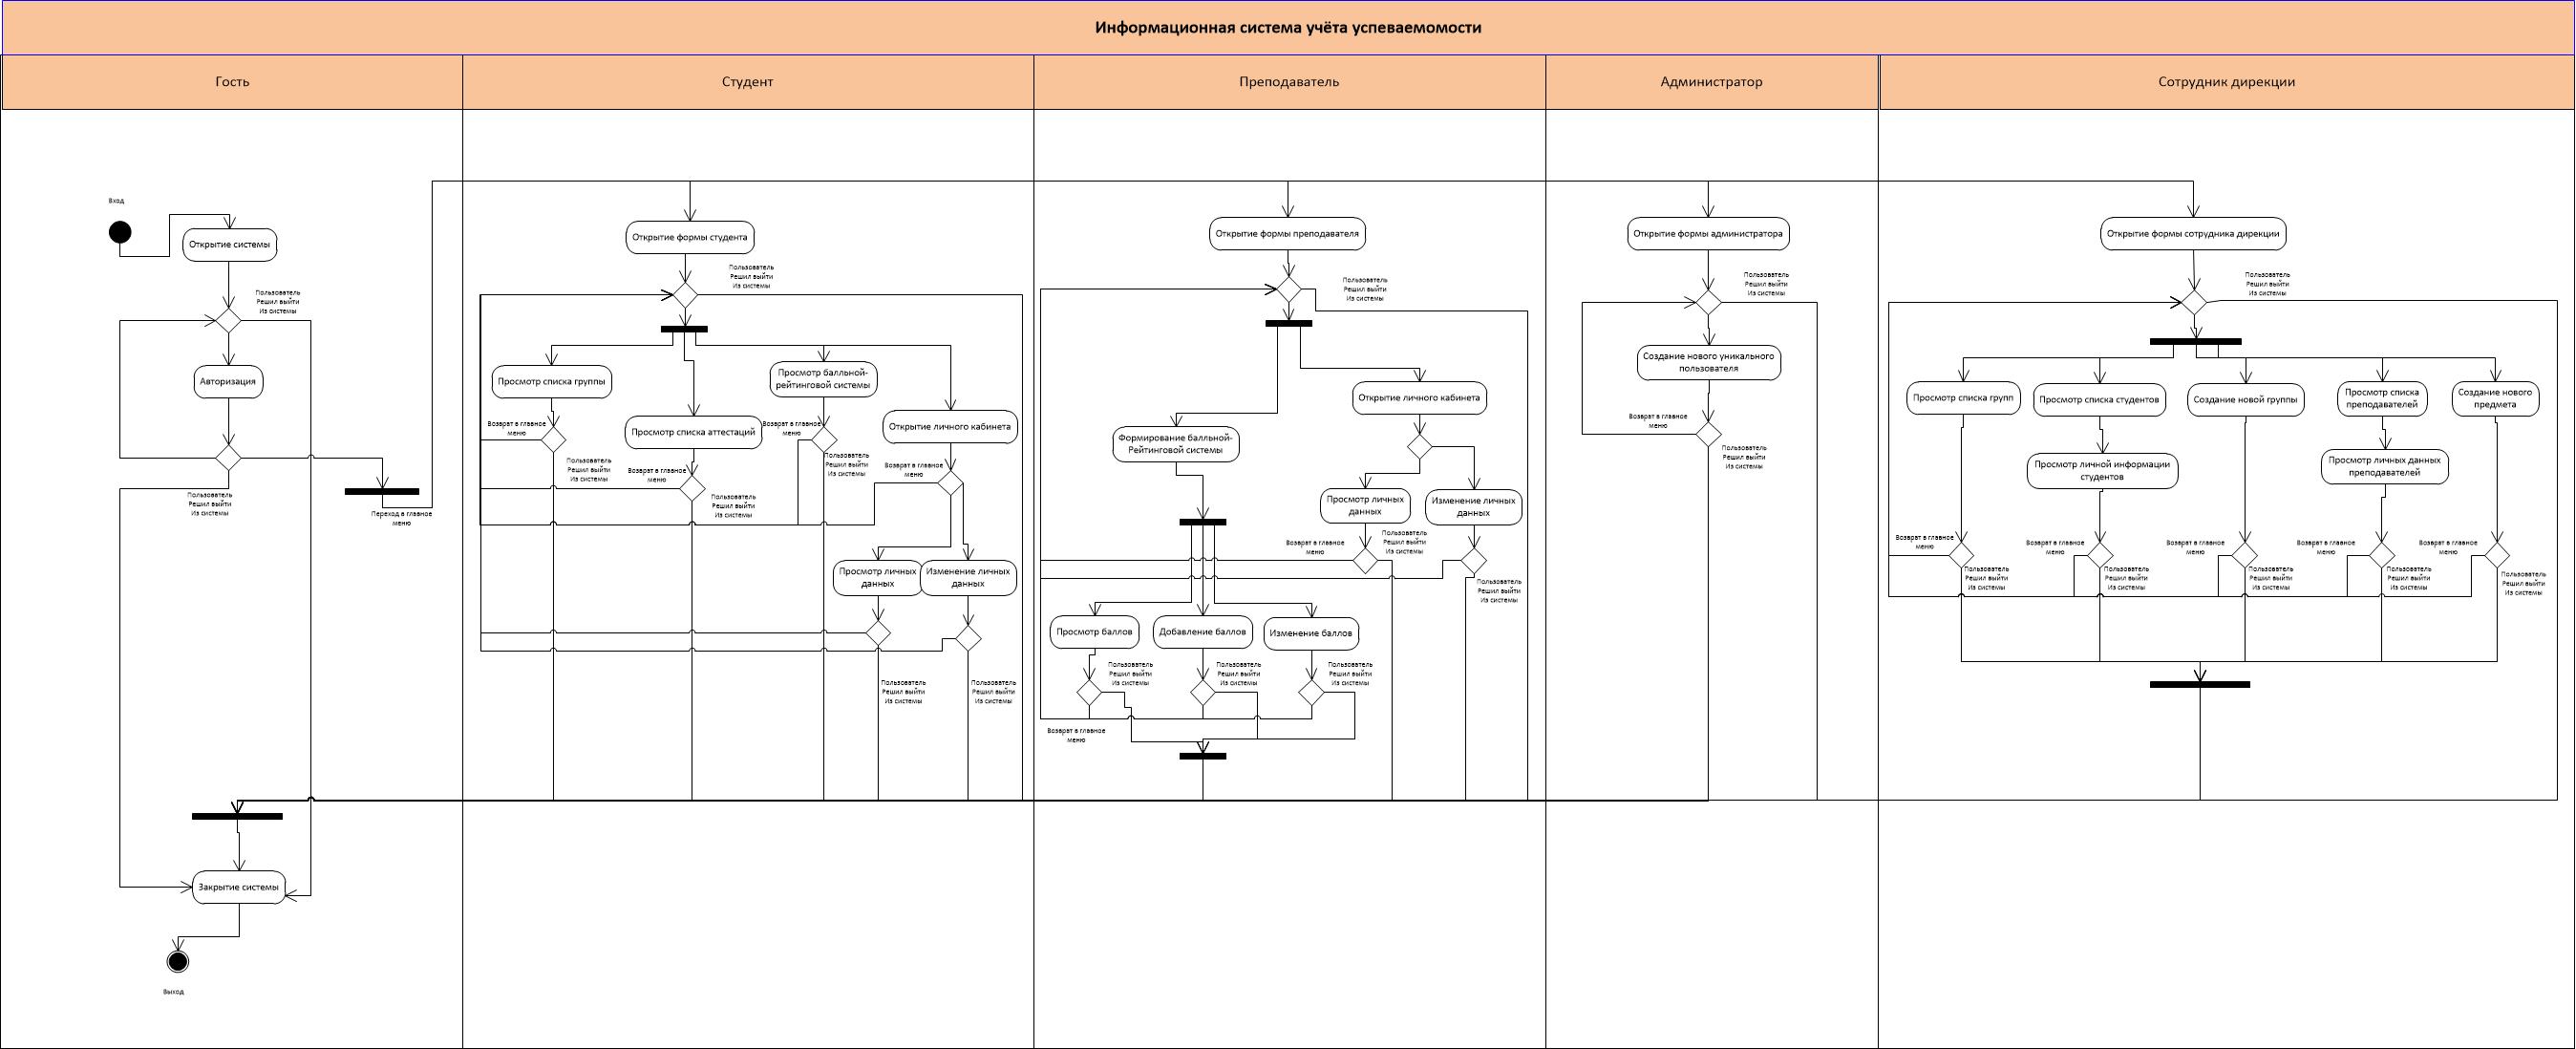 Информационная система учёта успеваемомости
Гость
Студент
Преподаватель
Администратор
Сотрудник дирекции
Вход
Открытие системы
Пользователь
Решил выйти
Из системы
Авторизация
Пользователь
Решил выйти
Из системы
Переход в главное
меню
Закрытие системы
Выход
Открытие формы студента
Пользователь
Решил выйти
Из системы
Просмотр списка группы
Просмотр балльной-
рейтинговой системы
Просмотр списка аттестаций
Открытие личного кабинета
Возврат в главное
меню
Пользователь
Решил выйти
Из системы
Возврат в главное
меню
Пользователь
Решил выйти
Из системы
Возврат в главное
меню
Пользователь
Решил выйти
Из системы
Возврат в главное
меню
Просмотр личных
данных
Изменение личных
данных
Пользователь
Решил выйти
Из системы
Пользователь
Решил выйти
Из системы
Открытие формы преподавателя
Пользователь
Решил выйти
Из системы
Открытие личного кабинета
Формирование балльной-
Рейтинговой системы
Просмотр личных
данных
Изменение личных
данных
Возврат в главное
меню
Пользователь
Решил выйти
Из системы
Пользователь
Решил выйти
Из системы
Просмотр баллов
Добавление баллов
Изменение баллов
Пользователь
Решил выйти
Из системы
Пользователь
Решил выйти
Из системы
Пользователь
Решил выйти
Из системы
Возврат в главное
меню
Открытие формы администратора
Пользователь
Решил выйти
Из системы
Создание нового уникального
пользователя
Возврат в главное
меню
Пользователь
Решил выйти
Из системы
Открытие формы сотрудника дирекции
Пользователь
Решил выйти
Из системы
Просмотр списка групп
Просмотр списка студентов
Создание новой группы
Просмотр списка
преподавателей
Создание нового
предмета
Просмотр личной информации
студентов
Просмотр личных данных
преподавателей
Возврат в главное
меню
Пользователь
Решил выйти
Из системы
Возврат в главное
меню
Пользователь
Решил выйти
Из системы
Возврат в главное
меню
Пользователь
Решил выйти
Из системы
Возврат в главное
меню
Пользователь
Решил выйти
Из системы
Возврат в главное
меню
Пользователь
Решил выйти
Из системы